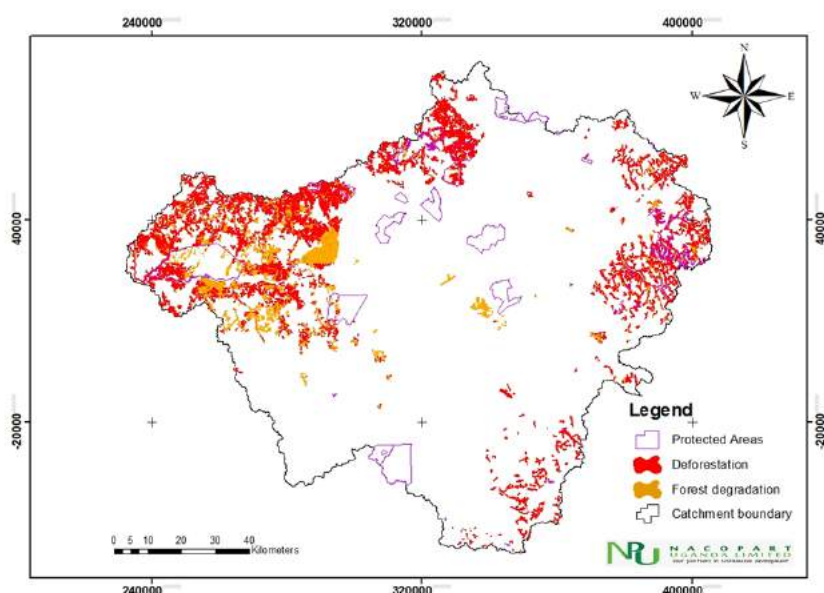 240000 320000 400000
N
W E
S
40000 40000
-20000 -20000
Legend
Protected Areas
Deforestation
Forest degradation
Catchment boundary
0 5 10 20 30 40
Kilometers
NPU NACOPART
UGANDA LIMITED
240000 320000 400000